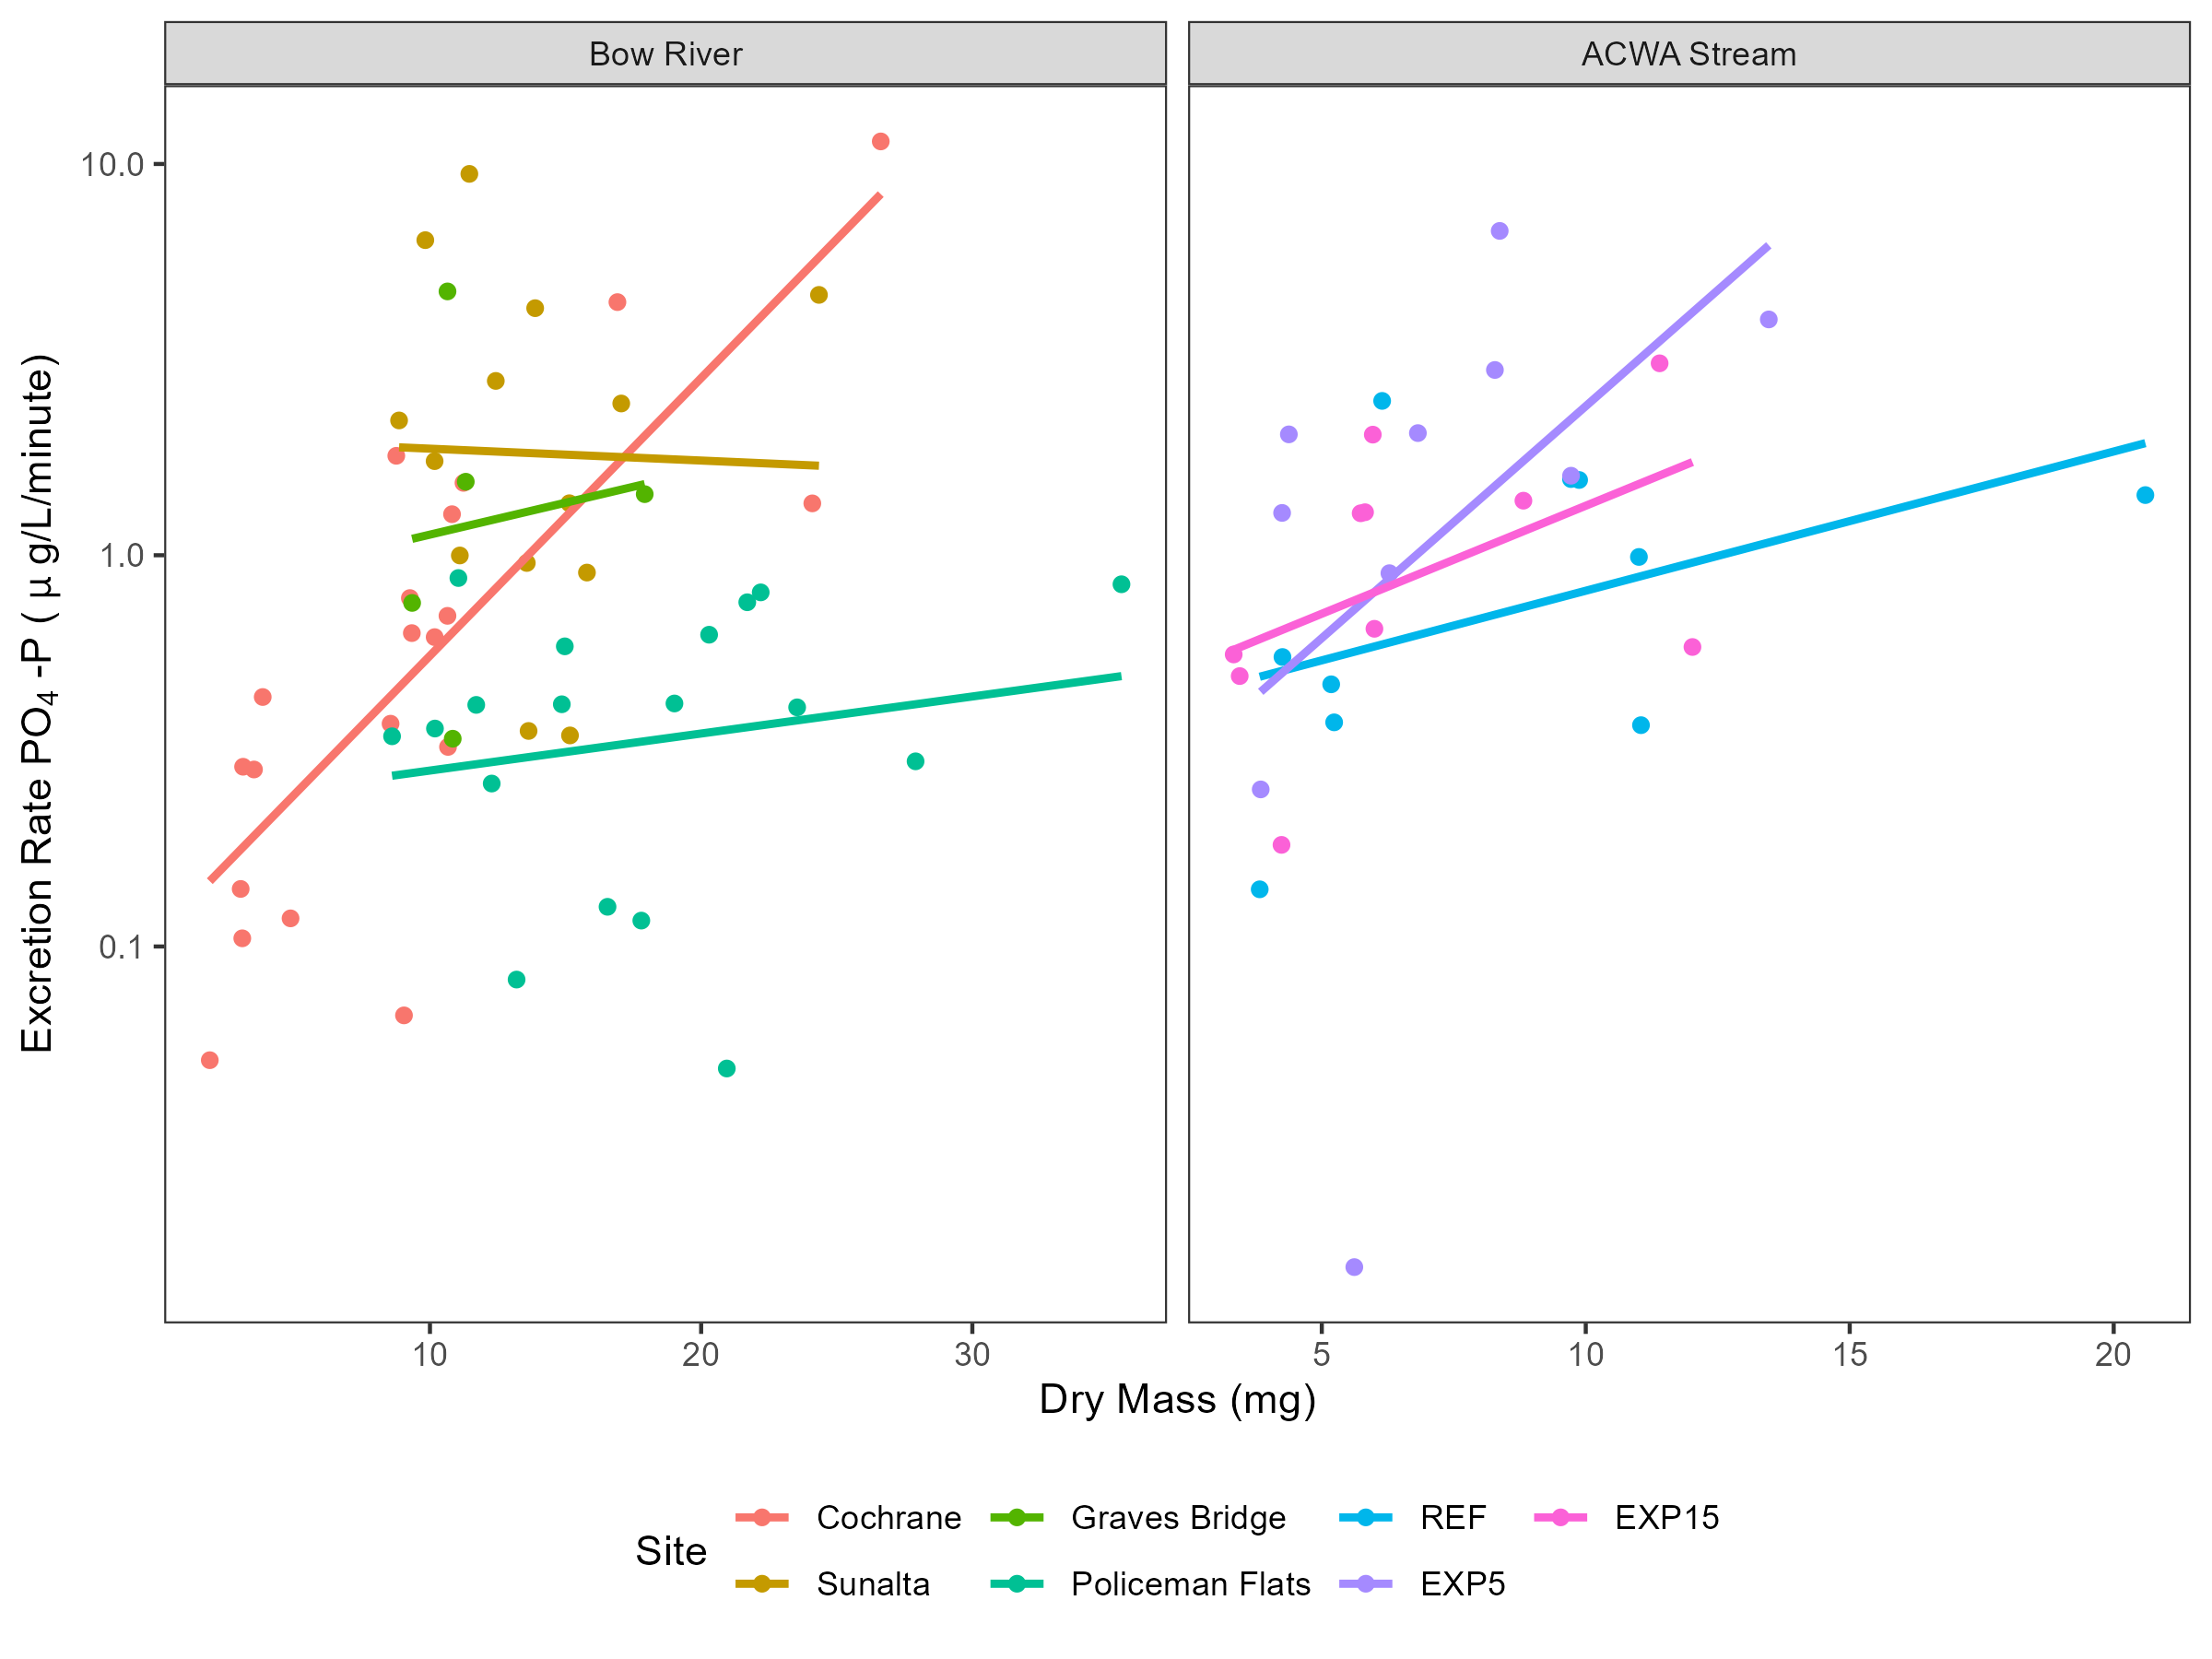 Bow River
ACWA Stream
Excretion Rate PO4 -P ( µ g/L/minute)
10.0
1.0
0.1
10 20 30
5 10 15 20
Dry Mass (mg)
Site
Cochrane Graves Bridge REF EXP15
Sunalta Policeman Flats EXP5